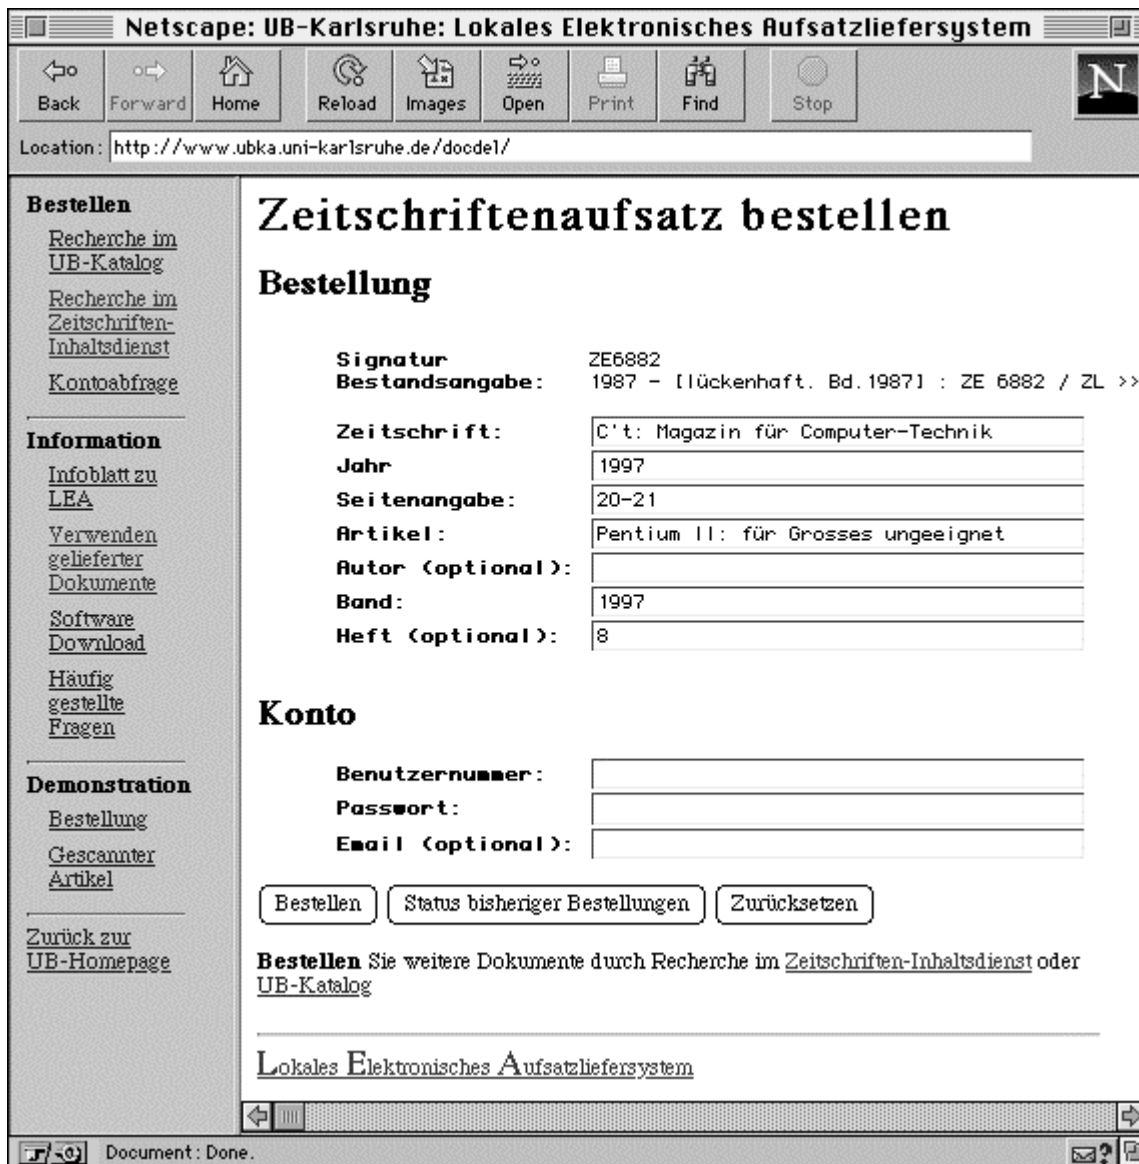 Netscape: UB-Karlsruhe: Lokales Elektronisches Aufsatzliefersystem
Back Forward Home Reload Images Open Print Find Stop
N
Location: http://www.ubka.uni-karlsruhe.de/docdel/
Bestellen
Recherche im
UB-Katalog
Recherche im
Zeitschriften-
Inhaltsdienst
Kontoabfrage
Information
Infoblatt zu
LEA
Verwenden
gelieferter
Dokumente
Software
Download
Häufig
gestellte
Fragen
Demonstration
Bestellung
Gescannter
Artikel
Zurück zur
UB-Homepage
Zeitschriftenaufsatz bestellen
Bestellung
Signatur ZE6882
Bestandsangabe: 1987 - [lückenhaft. Bd.1987] : ZE 6882 / ZL >>
Zeitschrift: C't: Magazin für Computer-Technik
Jahr 1997
Seitenangabe: 20-21
Artikel: Pentium II: für Grosses ungeeignet
Autor (optional):
Band: 1997
Heft (optional): 8
Konto
Benutzernummer:
Passwort:
Email (optional):
Bestellen Status bisheriger Bestellungen Zurücksetzen
Bestellen Sie weitere Dokumente durch Recherche im Zeitschriften-Inhaltsdienst oder
UB-Katalog
Lokales Elektronisches Aufsatzliefersystem
Document: Done.
?